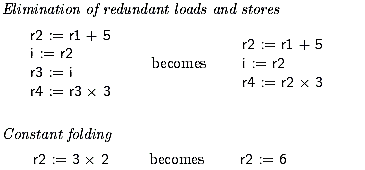 Elimination of redundant loads and stores
r2 := r1 + 5
i := r2
r3 := i
r4 := r3 × 3
becomes
r2 := r1 + 5
i := r2
r4 := r2 × 3
Constant folding
r2 := 3 × 2 becomes r2 := 6